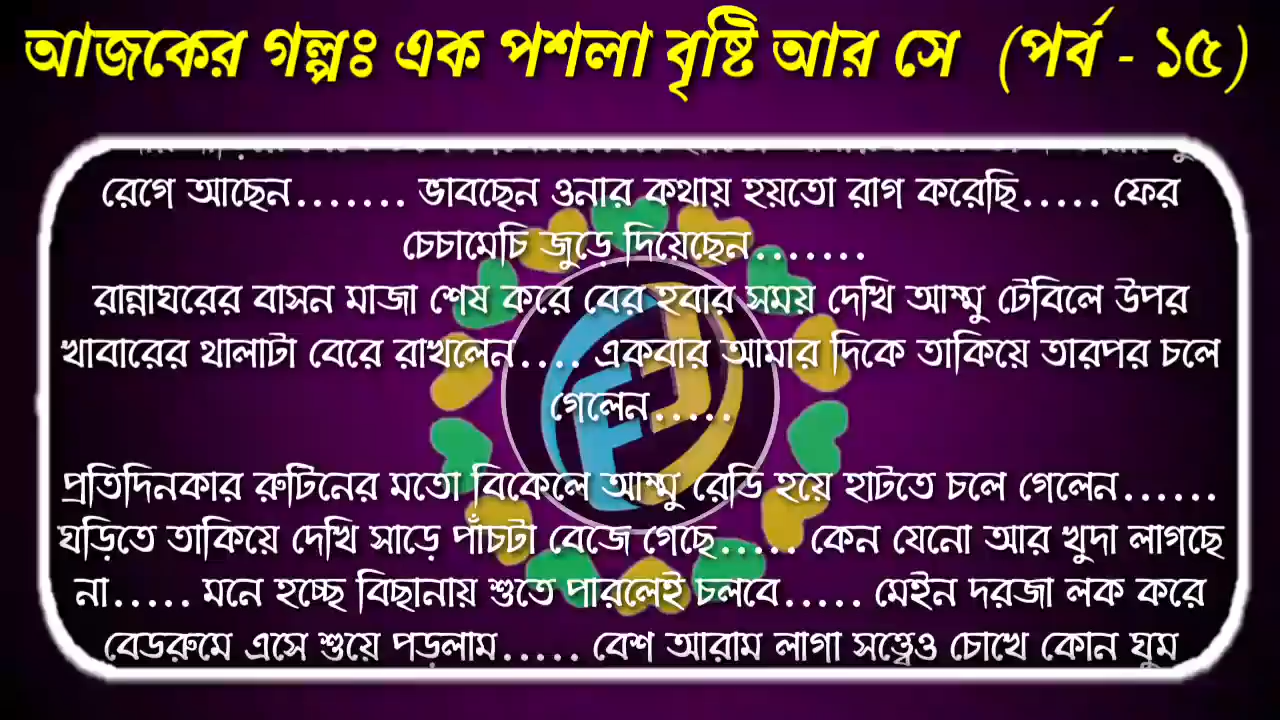 আজকের গল্পঃ এক পশলা বৃষ্টি আর সে (পর্ব - ১৫)
রেগে আছেন....... ভাবছেন ওনার কথায় হয়তো রাগ করেছি..... ফের
চেচামেচি জুড়ে দিয়েছেন.......
রান্নাঘরের বাসন মাজা শেষ করে বের হবার সময় দেখি আম্মু টেবিলে উপর
খাবারের থালাটা বেরে রাখলেন.... একবার আমার দিকে তাকিয়ে তারপর চলে
গেলেন.....
প্রতিদিনকার রুটিনের মতো বিকেলে আম্মু রেডি হয়ে হাটতে চলে গেলেন......
ঘড়িতে তাকিয়ে দেখি সাড়ে পাঁচটা বেজে গেছে..... কেন যেনো আর খুদা লাগছে
না..... মনে হচ্ছে বিছানায় শুতে পারলেই চলবে..... মেইন দরজা লক করে
বেডরুমে এসে শুয়ে পড়লাম..... বেশ আরাম লাগা সত্ত্বেও চোখে কোন ঘুম